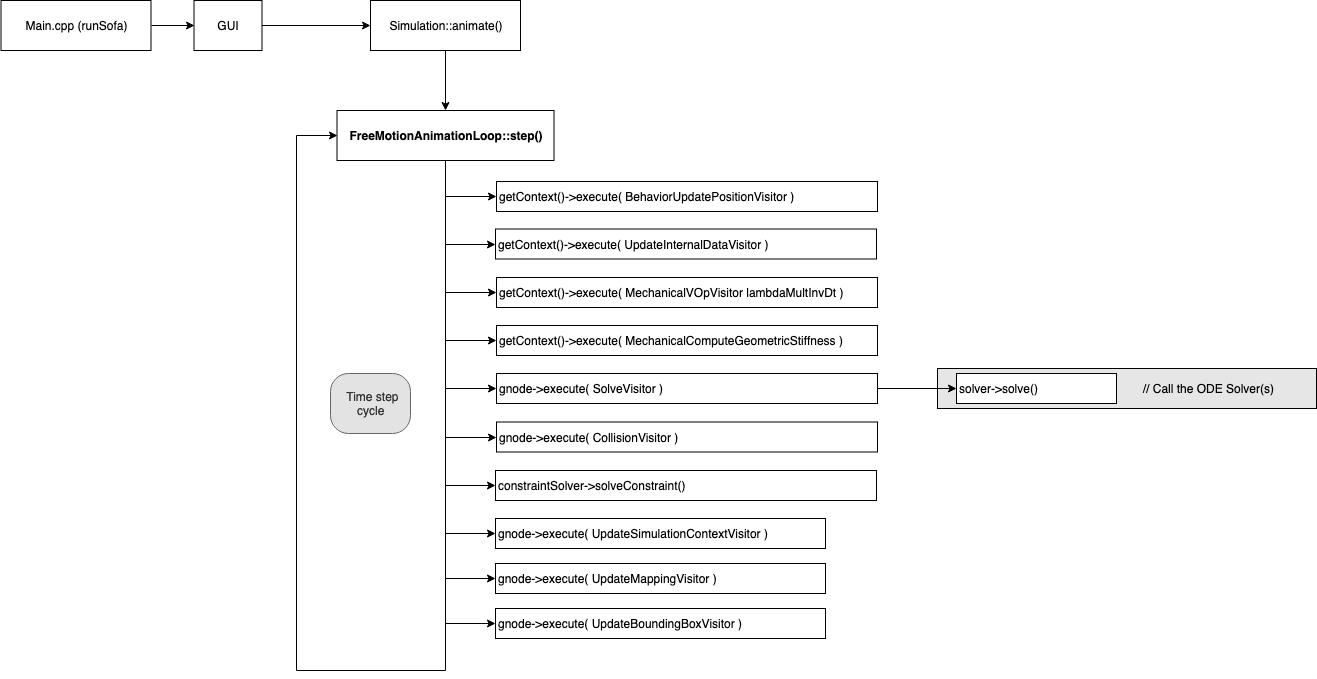 Main.cpp (runSofa)
GUI
Simulation::animate()
FreeMotionAnimationLoop::step()
getContext()->execute( BehaviorUpdatePositionVisitor )
getContext()->execute( UpdateInternalDataVisitor )
getContext()->execute( MechanicalVOpVisitor lambdaMultInvDt )
getContext()->execute( MechanicalComputeGeometricStiffness )
Time step
cycle
gnode->execute( SolveVisitor )
solver->solve()
// Call the ODE Solver(s)
gnode->execute( CollisionVisitor )
constraintSolver->solveConstraint()
gnode->execute( UpdateSimulationContextVisitor )
gnode->execute( UpdateMappingVisitor )
gnode->execute( UpdateBoundingBoxVisitor )